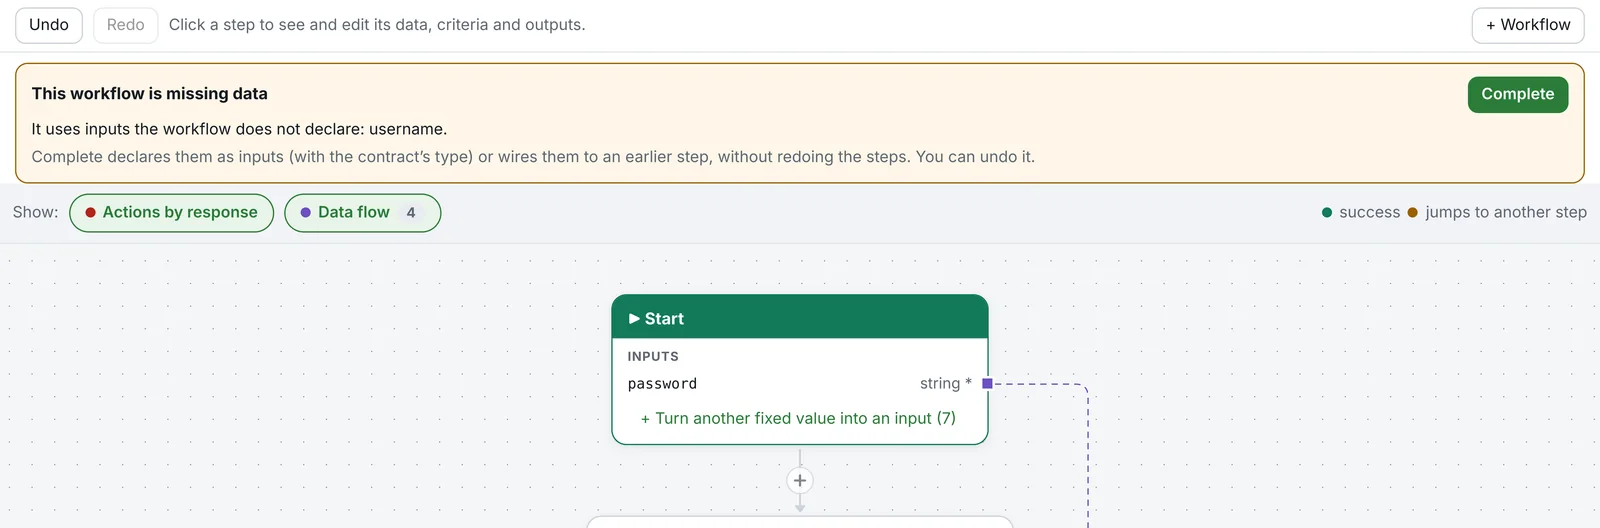 Undo
Redo
Click a step to see and edit its data, criteria and outputs.
+ Workflow
This workflow is missing data
Complete
It uses inputs the workflow does not declare: username.
Complete declares them as inputs (with the contract’s type) or wires them to an earlier step, without redoing the steps. You can undo it.
Show:
Actions by response
Data flow 4
success
jumps to another step
Start
INPUTS
password
string *
+ Turn another fixed value into an input (7)
+